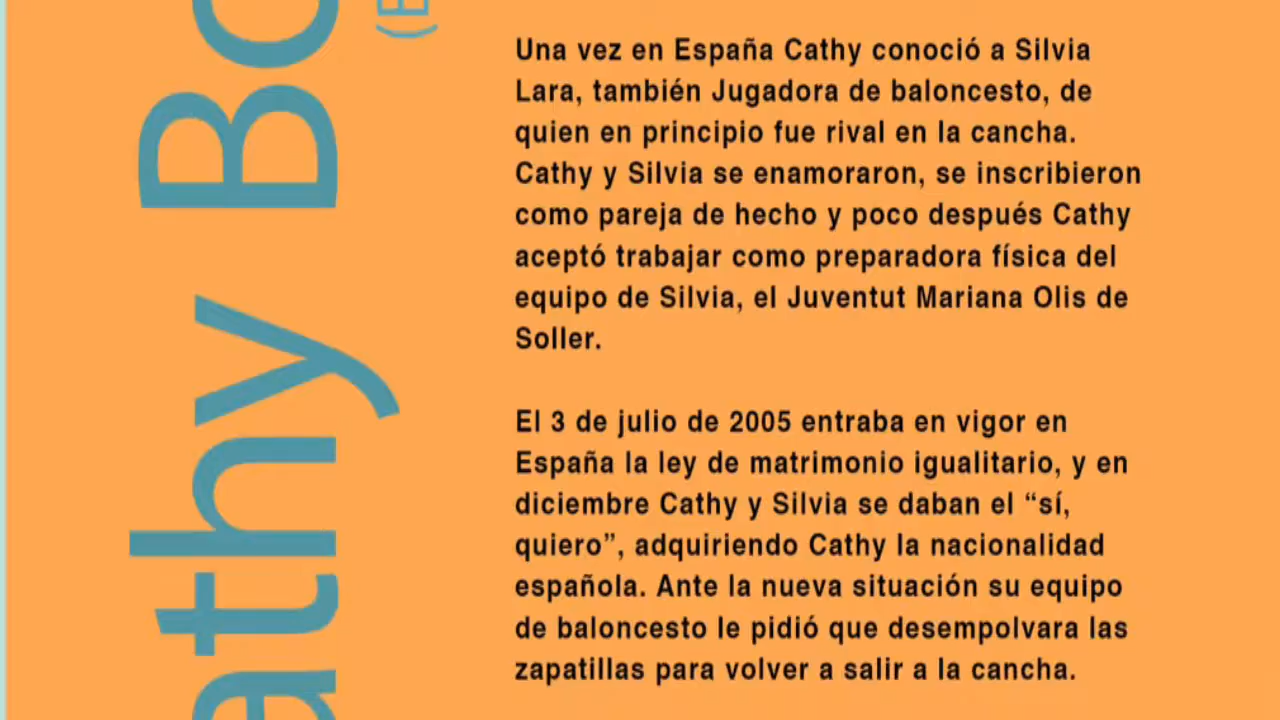 athy Bo
(E
Una vez en España Cathy conoció a Silvia
Lara, también Jugadora de baloncesto, de
quien en principio fue rival en la cancha.
Cathy y Silvia se enamoraron, se inscribieron
como pareja de hecho y poco después Cathy
aceptó trabajar como preparadora física del
equipo de Silvia, el Juventut Mariana Olis de
Soller.
El 3 de julio de 2005 entraba en vigor en
España la ley de matrimonio igualitario, y en
diciembre Cathy y Silvia se daban el “sí,
quiero”, adquiriendo Cathy la nacionalidad
española. Ante la nueva situación su equipo
de baloncesto le pidió que desempolvara las
zapatillas para volver a salir a la cancha.